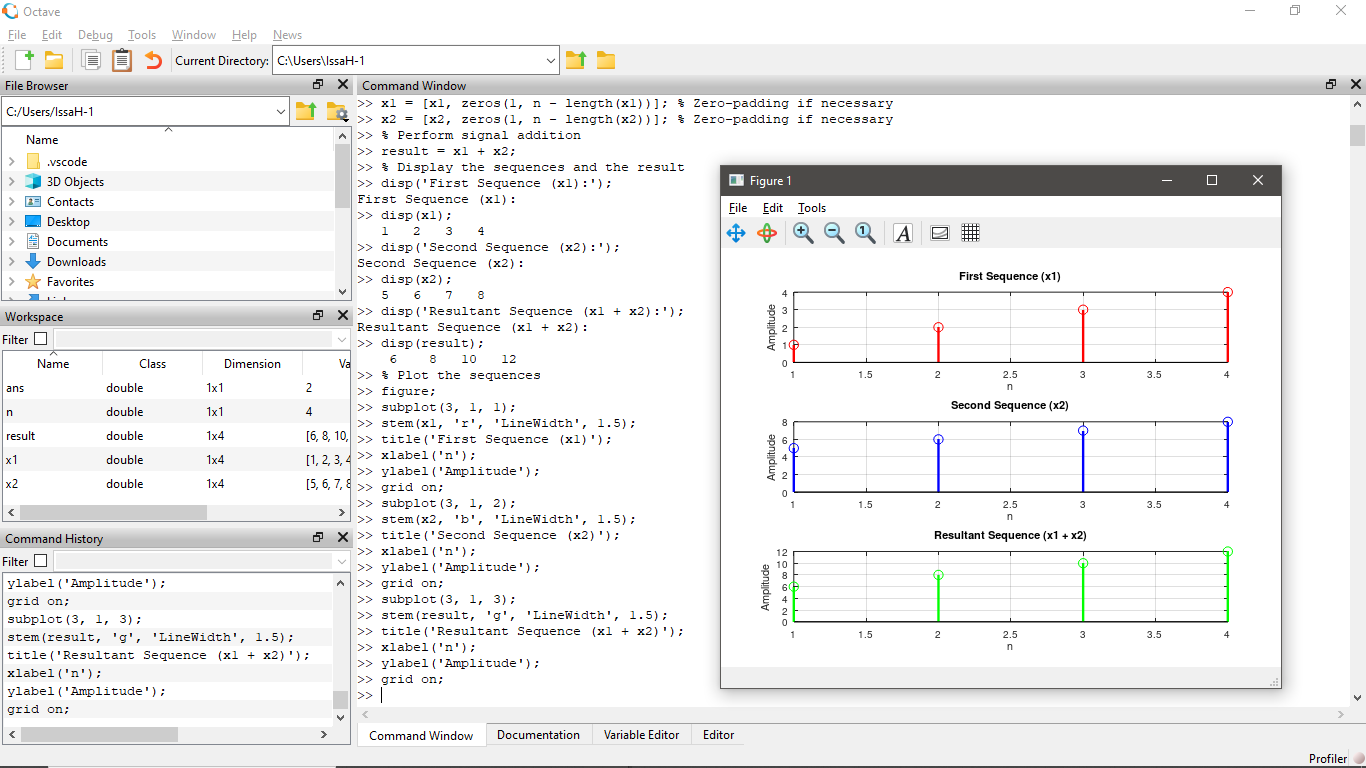 Octave
File Edit Debug Tools Window Help News
Current Directory: C:\Users\IssaH-1
File Browser
C:/Users/IssaH-1
Name
.vscode
3D Objects
Contacts
Desktop
Documents
Downloads
Favorites
Workspace
Filter
Name Class Dimension Va
ans double 1x1 2
n double 1x1 4
result double 1x4 [6, 8, 10,
x1 double 1x4 [1, 2, 3, 4
x2 double 1x4 [5, 6, 7, 8
Command History
Filter
ylabel('Amplitude');
grid on;
subplot(3, 1, 3);
stem(result, 'g', 'LineWidth', 1.5);
title('Resultant Sequence (x1 + x2)');
xlabel('n');
ylabel('Amplitude');
grid on;
Command Window
>> x1 = [x1, zeros(1, n - length(x1))]; % Zero-padding if necessary
>> x2 = [x2, zeros(1, n - length(x2))]; % Zero-padding if necessary
>> % Perform signal addition
>> result = x1 + x2;
>> % Display the sequences and the result
>> disp('First Sequence (x1):');
First Sequence (x1):
>> disp(x1);
1 2 3 4
>> disp('Second Sequence (x2):');
Second Sequence (x2):
>> disp(x2);
5 6 7 8
>> disp('Resultant Sequence (x1 + x2):');
Resultant Sequence (x1 + x2):
>> disp(result);
6 8 10 12
>> % Plot the sequences
>> figure;
>> subplot(3, 1, 1);
>> stem(x1, 'r', 'LineWidth', 1.5);
>> title('First Sequence (x1)');
>> xlabel('n');
>> ylabel('Amplitude');
>> grid on;
>> subplot(3, 1, 2);
>> stem(x2, 'b', 'LineWidth', 1.5);
>> title('Second Sequence (x2)');
>> xlabel('n');
>> ylabel('Amplitude');
>> grid on;
>> subplot(3, 1, 3);
>> stem(result, 'g', 'LineWidth', 1.5);
>> title('Resultant Sequence (x1 + x2)');
>> xlabel('n');
>> ylabel('Amplitude');
>> grid on;
>>
Command Window Documentation Variable Editor Editor
Profiler
Figure 1
File Edit Tools
1 A
First Sequence (x1)
Amplitude
4
3
2
1
0
1 1.5 2 2.5 3 3.5 4
n
Second Sequence (x2)
Amplitude
8
6
4
2
0
1 1.5 2 2.5 3 3.5 4
n
Resultant Sequence (x1 + x2)
Amplitude
12
10
8
6
4
2
0
1 1.5 2 2.5 3 3.5 4
n